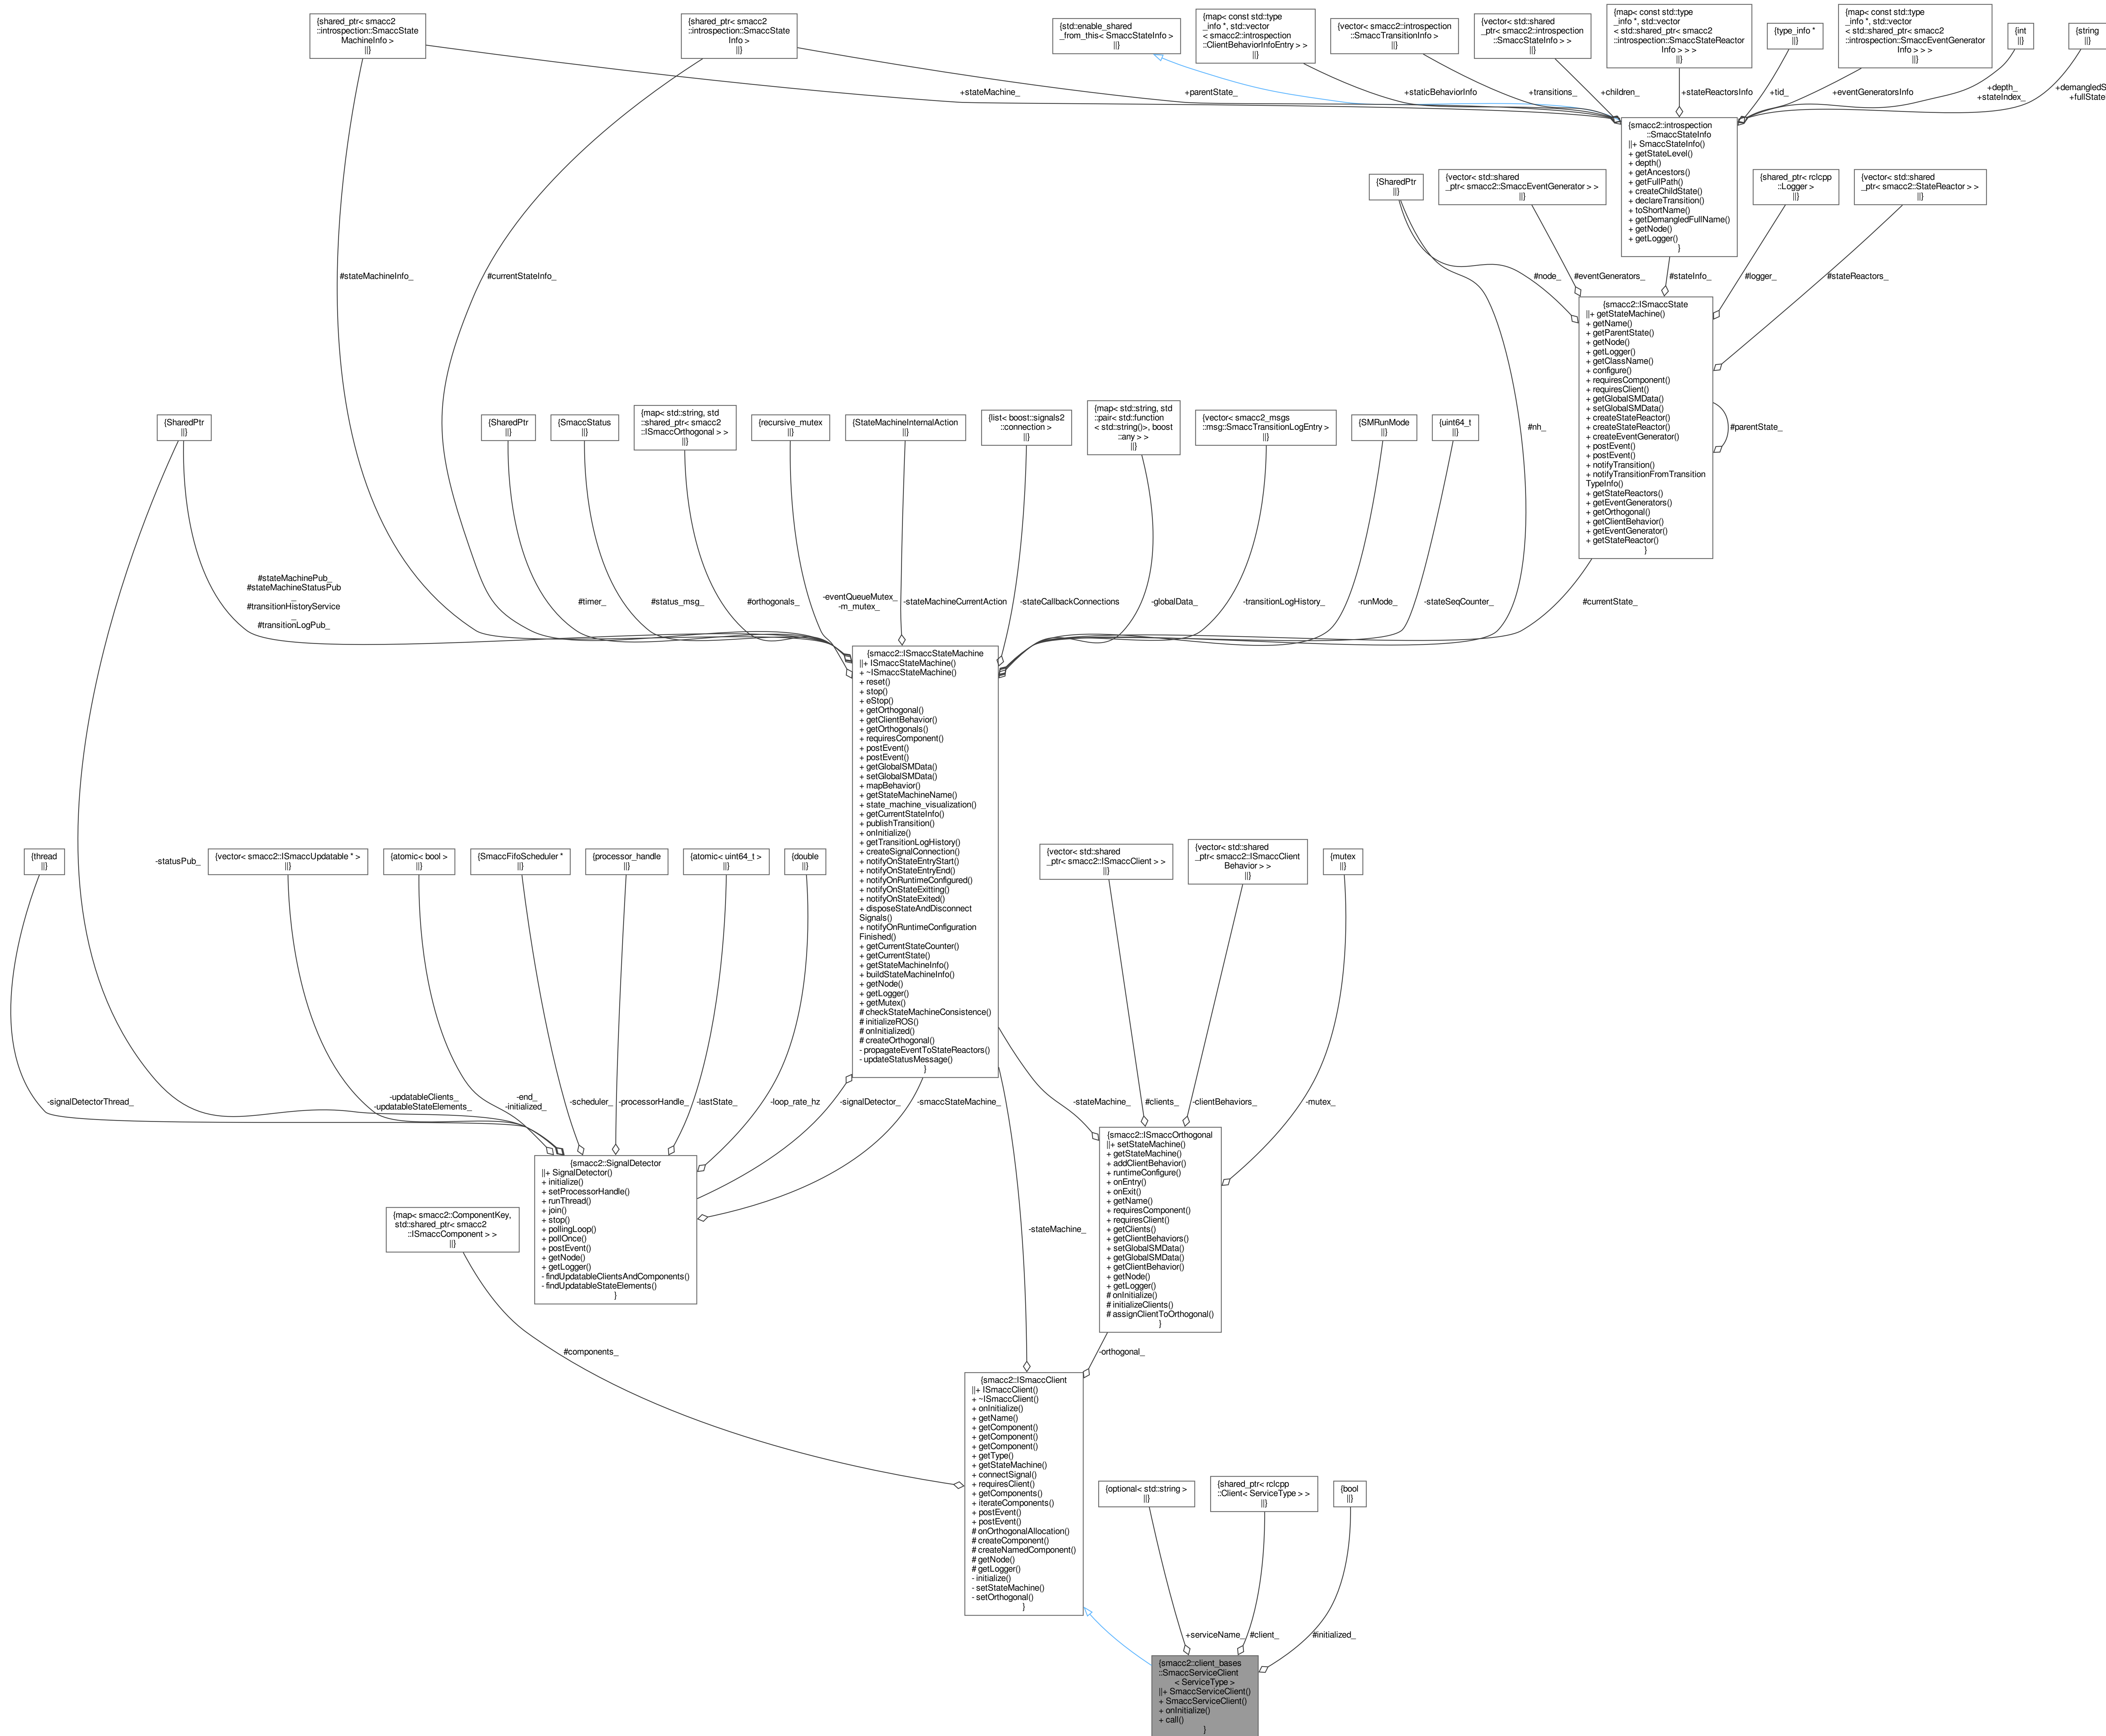 {shared_ptr< smacc2
::introspection::SmaccState
MachineInfo >
||}
{shared_ptr< smacc2
::introspection::SmaccState
Info >
||}
{std::enable_shared
_from_this< SmaccStateInfo >
||}
{map< const std::type
_info *, std::vector
< smacc2::introspection
::ClientBehaviorInfoEntry > >
||}
{vector< smacc2::introspection
::SmaccTransitionInfo >
||}
{vector< std::shared
_ptr< smacc2::introspection
::SmaccStateInfo > >
||}
{map< const std::type
_info *, std::vector
< std::shared_ptr< smacc2
::introspection::SmaccStateReactor
Info > > >
||}
{type_info *
||}
{map< const std::type
_info *, std::vector
< std::shared_ptr< smacc2
::introspection::SmaccEventGenerator
Info > > >
||}
{int
||}
{string
||}
+stateMachine_
+parentState_
+staticBehaviorInfo
+transitions_
+children_
+stateReactorsInfo
+tid_
+eventGeneratorsInfo
+depth_
+stateIndex_
+demangledS
+fullState
{smacc2::introspection
::SmaccStateInfo
||+ SmaccStateInfo()
+ getStateLevel()
+ depth()
+ getAncestors()
+ getFullPath()
+ createChildState()
+ declareTransition()
+ toShortName()
+ getDemangledFullName()
+ getNode()
+ getLogger()
}
{SharedPtr
||}
{vector< std::shared
_ptr< smacc2::SmaccEventGenerator > >
||}
{shared_ptr< rclcpp
::Logger >
||}
{vector< std::shared
_ptr< smacc2::StateReactor > >
||}
#stateMachineInfo_
#currentStateInfo_
#node_
#eventGenerators_
#stateInfo_
#logger_
#stateReactors_
{smacc2::ISmaccState
||+ getStateMachine()
+ getName()
+ getParentState()
+ getNode()
+ getLogger()
+ getClassName()
+ configure()
+ requiresComponent()
+ requiresClient()
+ getGlobalSMData()
+ setGlobalSMData()
+ createStateReactor()
+ createStateReactor()
+ createEventGenerator()
+ postEvent()
+ postEvent()
+ notifyTransition()
+ notifyTransitionFromTransition
TypeInfo()
+ getStateReactors()
+ getEventGenerators()
+ getOrthogonal()
+ getClientBehavior()
+ getEventGenerator()
+ getStateReactor()
}
#parentState_
#nh_
{SharedPtr
||}
{SharedPtr
||}
{SmaccStatus
||}
{map< std::string, std
::shared_ptr< smacc2
::ISmaccOrthogonal > >
||}
{recursive_mutex
||}
{StateMachineInternalAction
||}
{list< boost::signals2
::connection >
||}
{map< std::string, std
::pair< std::function
< std::string()>, boost
::any > >
||}
{vector< smacc2_msgs
::msg::SmaccTransitionLogEntry >
||}
{SMRunMode
||}
{uint64_t
||}
#stateMachinePub_
#stateMachineStatusPub
_
#transitionHistoryService
_
#transitionLogPub_
#timer_
#status_msg_
#orthogonals_
-eventQueueMutex_
-m_mutex_
-stateMachineCurrentAction
-stateCallbackConnections
-globalData_
-transitionLogHistory_
-runMode_
-stateSeqCounter_
#currentState_
{smacc2::ISmaccStateMachine
||+ ISmaccStateMachine()
+ ~ISmaccStateMachine()
+ reset()
+ stop()
+ eStop()
+ getOrthogonal()
+ getClientBehavior()
+ getOrthogonals()
+ requiresComponent()
+ postEvent()
+ postEvent()
+ getGlobalSMData()
+ setGlobalSMData()
+ mapBehavior()
+ getStateMachineName()
+ state_machine_visualization()
+ getCurrentStateInfo()
+ publishTransition()
+ onInitialize()
+ getTransitionLogHistory()
+ createSignalConnection()
+ notifyOnStateEntryStart()
+ notifyOnStateEntryEnd()
+ notifyOnRuntimeConfigured()
+ notifyOnStateExitting()
+ notifyOnStateExited()
+ disposeStateAndDisconnect
Signals()
+ notifyOnRuntimeConfiguration
Finished()
+ getCurrentStateCounter()
+ getCurrentState()
+ getStateMachineInfo()
+ buildStateMachineInfo()
+ getNode()
+ getLogger()
+ getMutex()
# checkStateMachineConsistence()
# initializeROS()
# onInitialized()
# createOrthogonal()
- propagateEventToStateReactors()
- updateStatusMessage()
}
{thread
||}
-statusPub_
{vector< smacc2::ISmaccUpdatable * >
||}
{atomic< bool >
||}
{SmaccFifoScheduler *
||}
{processor_handle
||}
{atomic< uint64_t >
||}
{double
||}
{vector< std::shared
_ptr< smacc2::ISmaccClient > >
||}
{vector< std::shared
_ptr< smacc2::ISmaccClient
Behavior > >
||}
{mutex
||}
-signalDetectorThread_
-updatableClients_
-updatableStateElements_
-end_
-initialized_
-scheduler_
-processorHandle_
-lastState_
-loop_rate_hz
-signalDetector_
-smaccStateMachine_
-stateMachine_
#clients_
-clientBehaviors_
-mutex_
{smacc2::SignalDetector
||+ SignalDetector()
+ initialize()
+ setProcessorHandle()
+ runThread()
+ join()
+ stop()
+ pollingLoop()
+ pollOnce()
+ postEvent()
+ getNode()
+ getLogger()
- findUpdatableClientsAndComponents()
- findUpdatableStateElements()
}
{smacc2::ISmaccOrthogonal
||+ setStateMachine()
+ getStateMachine()
+ addClientBehavior()
+ runtimeConfigure()
+ onEntry()
+ onExit()
+ getName()
+ requiresComponent()
+ requiresClient()
+ getClients()
+ getClientBehaviors()
+ setGlobalSMData()
+ getGlobalSMData()
+ getClientBehavior()
+ getNode()
+ getLogger()
# onInitialize()
# initializeClients()
# assignClientToOrthogonal()
}
{map< smacc2::ComponentKey,
std::shared_ptr< smacc2
::ISmaccComponent > >
||}
-stateMachine_
#components_
-orthogonal_
{smacc2::ISmaccClient
||+ ISmaccClient()
+ ~ISmaccClient()
+ onInitialize()
+ getName()
+ getComponent()
+ getComponent()
+ getComponent()
+ getType()
+ getStateMachine()
+ connectSignal()
+ requiresClient()
+ getComponents()
+ iterateComponents()
+ postEvent()
+ postEvent()
# onOrthogonalAllocation()
# createComponent()
# createNamedComponent()
# getNode()
# getLogger()
- initialize()
- setStateMachine()
- setOrthogonal()
}
{optional< std::string >
||}
{shared_ptr< rclcpp
::Client< ServiceType > >
||}
{bool
||}
+serviceName_
#client_
#initialized_
{smacc2::client_bases
::SmaccServiceClient
< ServiceType >
||+ SmaccServiceClient()
+ SmaccServiceClient()
+ onInitialize()
+ call()
}